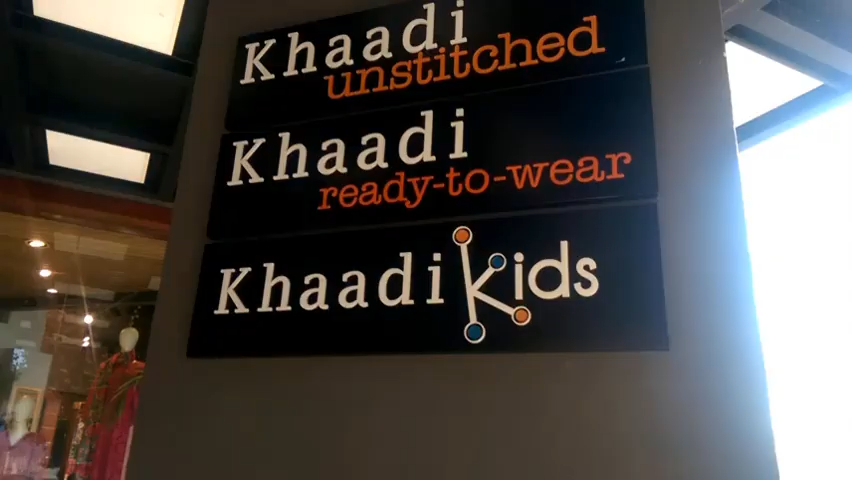 Khaadi
unstitched
Khaadi
ready-to-wear
Khaadi Kids